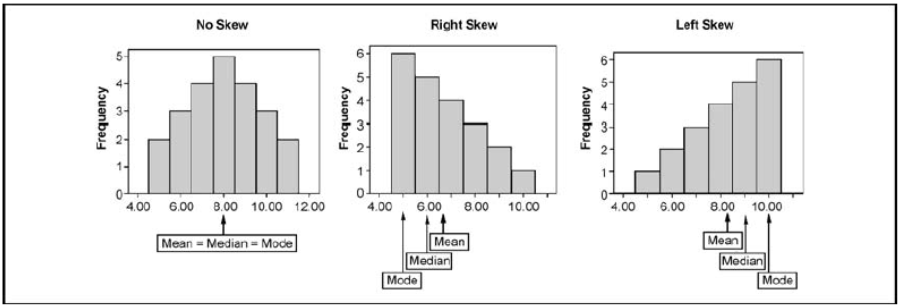 No Skew
Right Skew
Left Skew
Frequency
5
4
3
2
1
0
4.00 6.00 8.00 10.00 12.00
Mean = Median = Mode
Frequency
6
5
4
3
2
1
0
4.00 6.00 8.00 10.00
Mean
Median
Mode
Frequency
6
5
4
3
2
1
0
4.00 6.00 8.00 10.00
Mean
Median
Mode